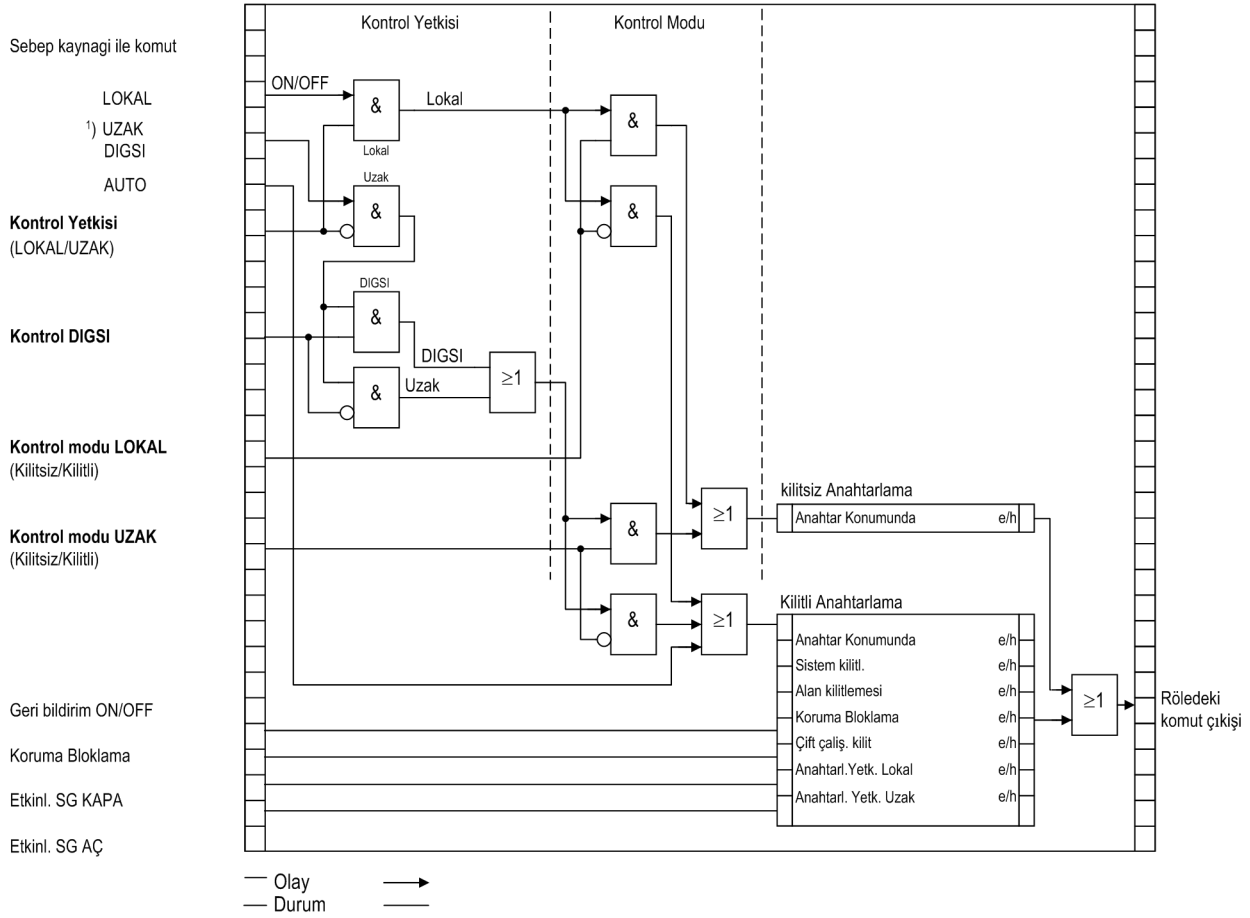 Kontrol Yetkisi
Kontrol Modu
Sebep kaynagi ile komut
ON/OFF
LOKAL
&
Lokal
&
Lokal
¹) UZAK
DIGSI
Uzak
AUTO
&
&
Kontrol Yetkisi
(LOKAL/UZAK)
DIGSI
&
Kontrol DIGSI
DIGSI
≥1
Uzak
&
Kontrol modu LOKAL
(Kilitsiz/Kilitli)
kilitsiz Anahtarlama
Anahtar Konumunda e/h
&
≥1
Kontrol modu UZAK
(Kilitsiz/Kilitli)
Kilitli Anahtarlama
&
≥1
Anahtar Konumunda e/h
Sistem kilitl. e/h
Alan kilitlemesi e/h
Koruma Bloklama e/h
Çift çaliş. kilit e/h
Anahtarl.Yetk. Lokal e/h
Anahtarl. Yetk. Uzak e/h
≥1
Röledeki
komut çıkişi
Geri bildirim ON/OFF
Koruma Bloklama
Etkinl. SG KAPA
Etkinl. SG AÇ
Olay
Durum